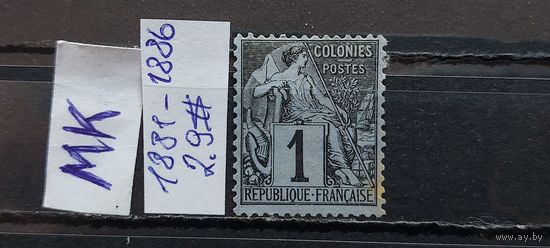 MK
1881-1886
2.9#
COLONIES
POSTES
1
REPUBLIQUE·FRANÇAISE
www.ay.by